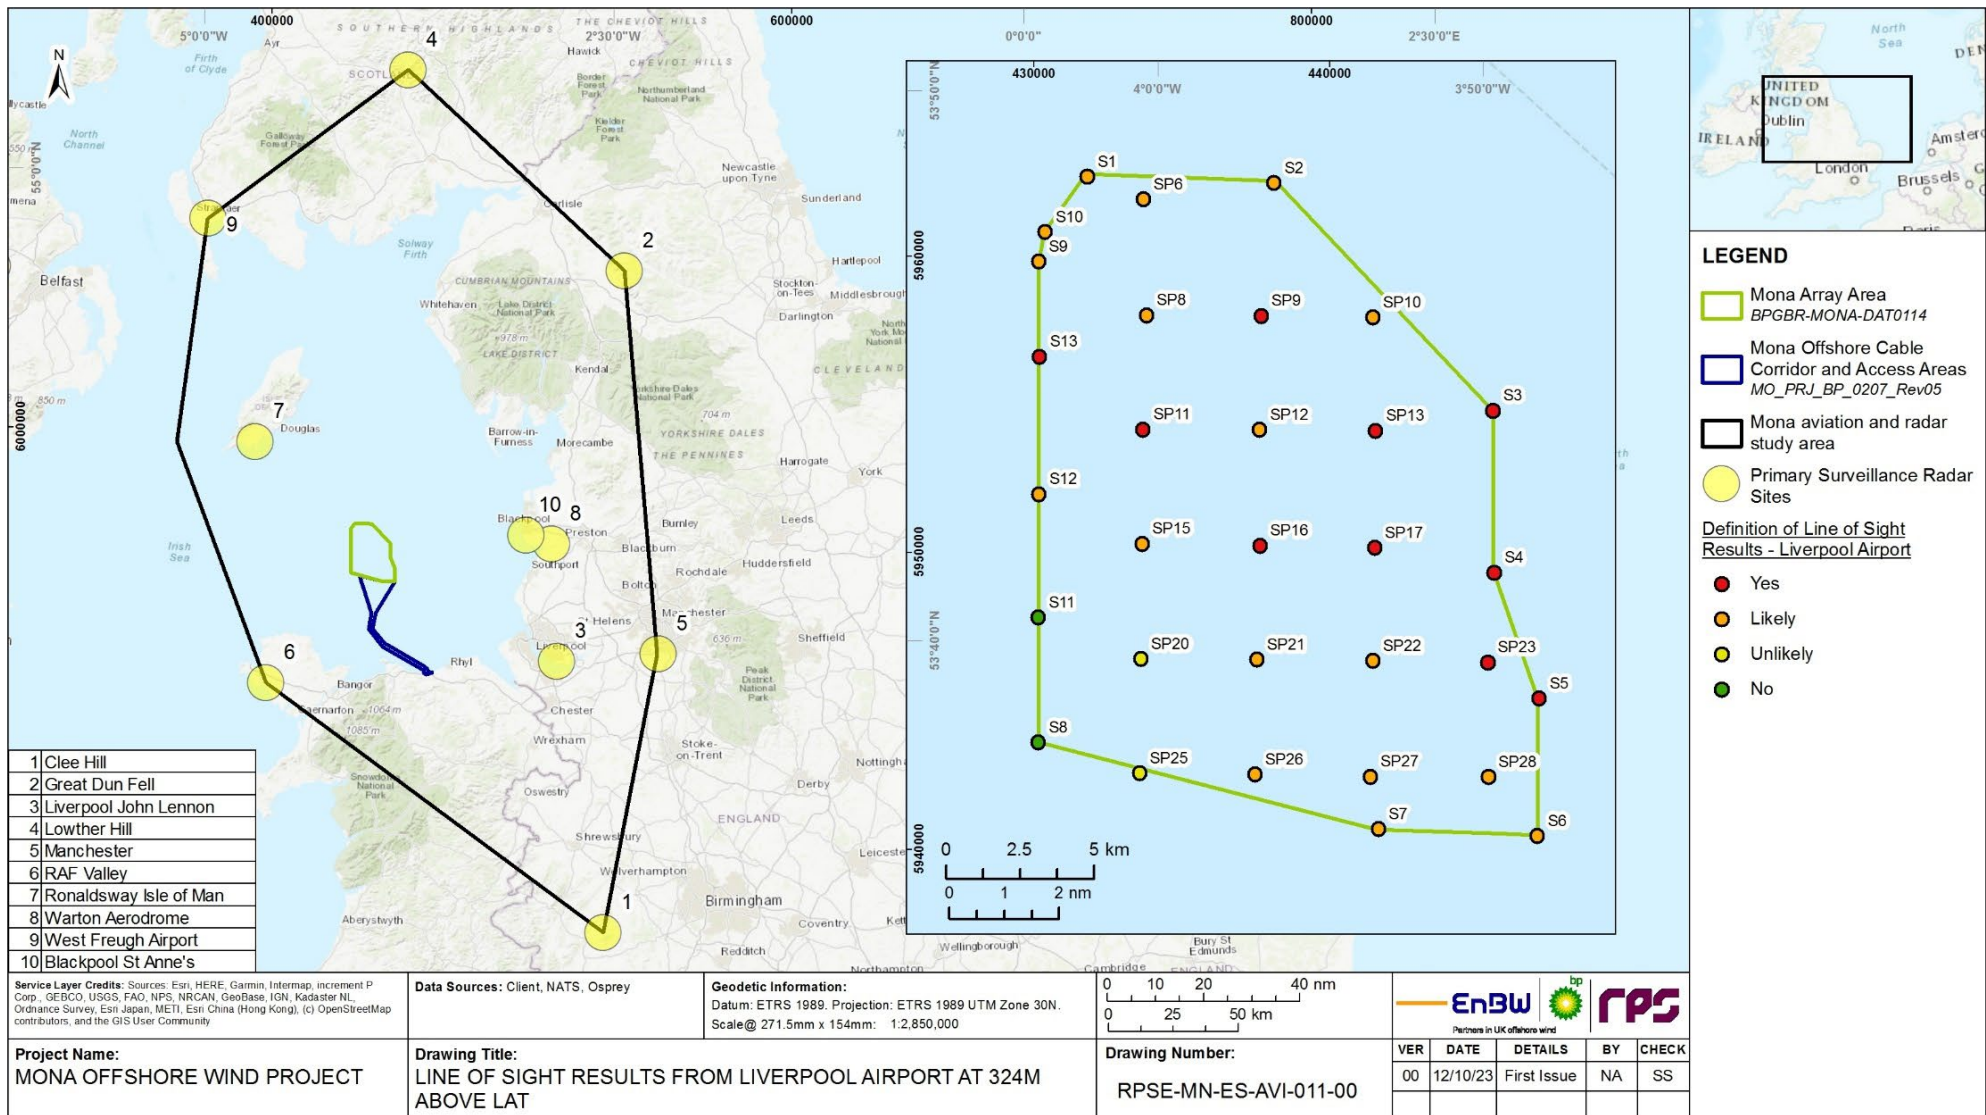 400000
600000
800000
5°0'0"W
2°30'0"W
0°0'0"
2°30'0"E
N
55°0'0"N
6000000
Ayr
SOUTHERN HIGHLANDS
THE CHEVIOT HILLS
Hawick
CHEVIOT HILLS
Firth
of Clyde
SCOTLAND
Border
Forest
Park
Northumberland
National Park
Kielder
Forest
Park
North
Channel
Galloway
Forest Park
Newcastle
upon Tyne
Sunderland
Carlisle
Solway
Firth
Hartlepool
Belfast
CUMBRIAN MOUNTAINS
Whitehaven
Lake District
National Park
978 m
LAKE DISTRICT
Stockton-
on-Tees
Middlesbrough
Darlington
Kendal
Yorkshire Dales
National Park
CLEVELAND
850 m
704 m
Douglas
Barrow-in-
Furness
Morecambe
YORKSHIRE DALES
THE PENNINES
Harrogate
York
Blackpool
Preston
Burnley
Leeds
Irish
Sea
Blackburn
Southport
Rochdale
Huddersfield
Bolton
Manchester
St Helens
636 m
Sheffield
Liverpool
Rhyl
Peak
District
National
Park
Bangor
Caernarfon
1064 m
1085 m
Chester
Wrexham
Stoke-
on-Trent
Snowdonia
National
Park
Derby
Oswestry
ENGLAND
Shrewsbury
Wolverhampton
Birmingham
Aberystwyth
Coventry
Redditch
Wellingborough
Northampton
Cambridge
Bury St
Edmunds
ENGLAND
4
9
2
7
10
8
3
5
6
1
1 Clee Hill
2 Great Dun Fell
3 Liverpool John Lennon
4 Lowther Hill
5 Manchester
6 RAF Valley
7 Ronaldsway Isle of Man
8 Warton Aerodrome
9 West Freugh Airport
10 Blackpool St Anne's
430000
440000
4°0'0"W
3°50'0"W
53°50'0"N
53°40'0"N
5960000
5950000
5940000
S1
S2
SP6
S10
S9
SP8
SP9
SP10
S13
S3
SP11
SP12
SP13
S12
SP15
SP16
SP17
S4
S11
SP20
SP21
SP22
SP23
S5
S8
SP25
SP26
SP27
SP28
S7
S6
0 2.5 5 km
0 1 2 nm
North
Sea
UNITED
KINGDOM
Dublin
IRELAND
London
Brussels
LEGEND
Mona Array Area
BPGBR-MONA-DAT0114
Mona Offshore Cable
Corridor and Access Areas
MO_PRJ_BP_0207_Rev05
Mona aviation and radar
study area
Primary Surveillance Radar
Sites
Definition of Line of Sight
Results - Liverpool Airport
Yes
Likely
Unlikely
No
Service Layer Credits: Sources: Esri, HERE, Garmin, Intermap, increment P
Corp., GEBCO, USGS, FAO, NPS, NRCAN, GeoBase, IGN, Kadaster NL,
Ordnance Survey, Esri Japan, METI, Esri China (Hong Kong), (c) OpenStreetMap
contributors, and the GIS User Community
Data Sources: Client, NATS, Osprey
Geodetic Information:
Datum: ETRS 1989. Projection: ETRS 1989 UTM Zone 30N.
Scale@ 271.5mm x 154mm: 1:2,850,000
0 10 20 40 nm
0 25 50 km
EnBW
Partners in UK offshore wind
bp
rps
Project Name:
MONA OFFSHORE WIND PROJECT
Drawing Title:
LINE OF SIGHT RESULTS FROM LIVERPOOL AIRPORT AT 324M
ABOVE LAT
Drawing Number:
RPSE-MN-ES-AVI-011-00
VER DATE DETAILS BY CHECK
00 12/10/23 First Issue NA SS